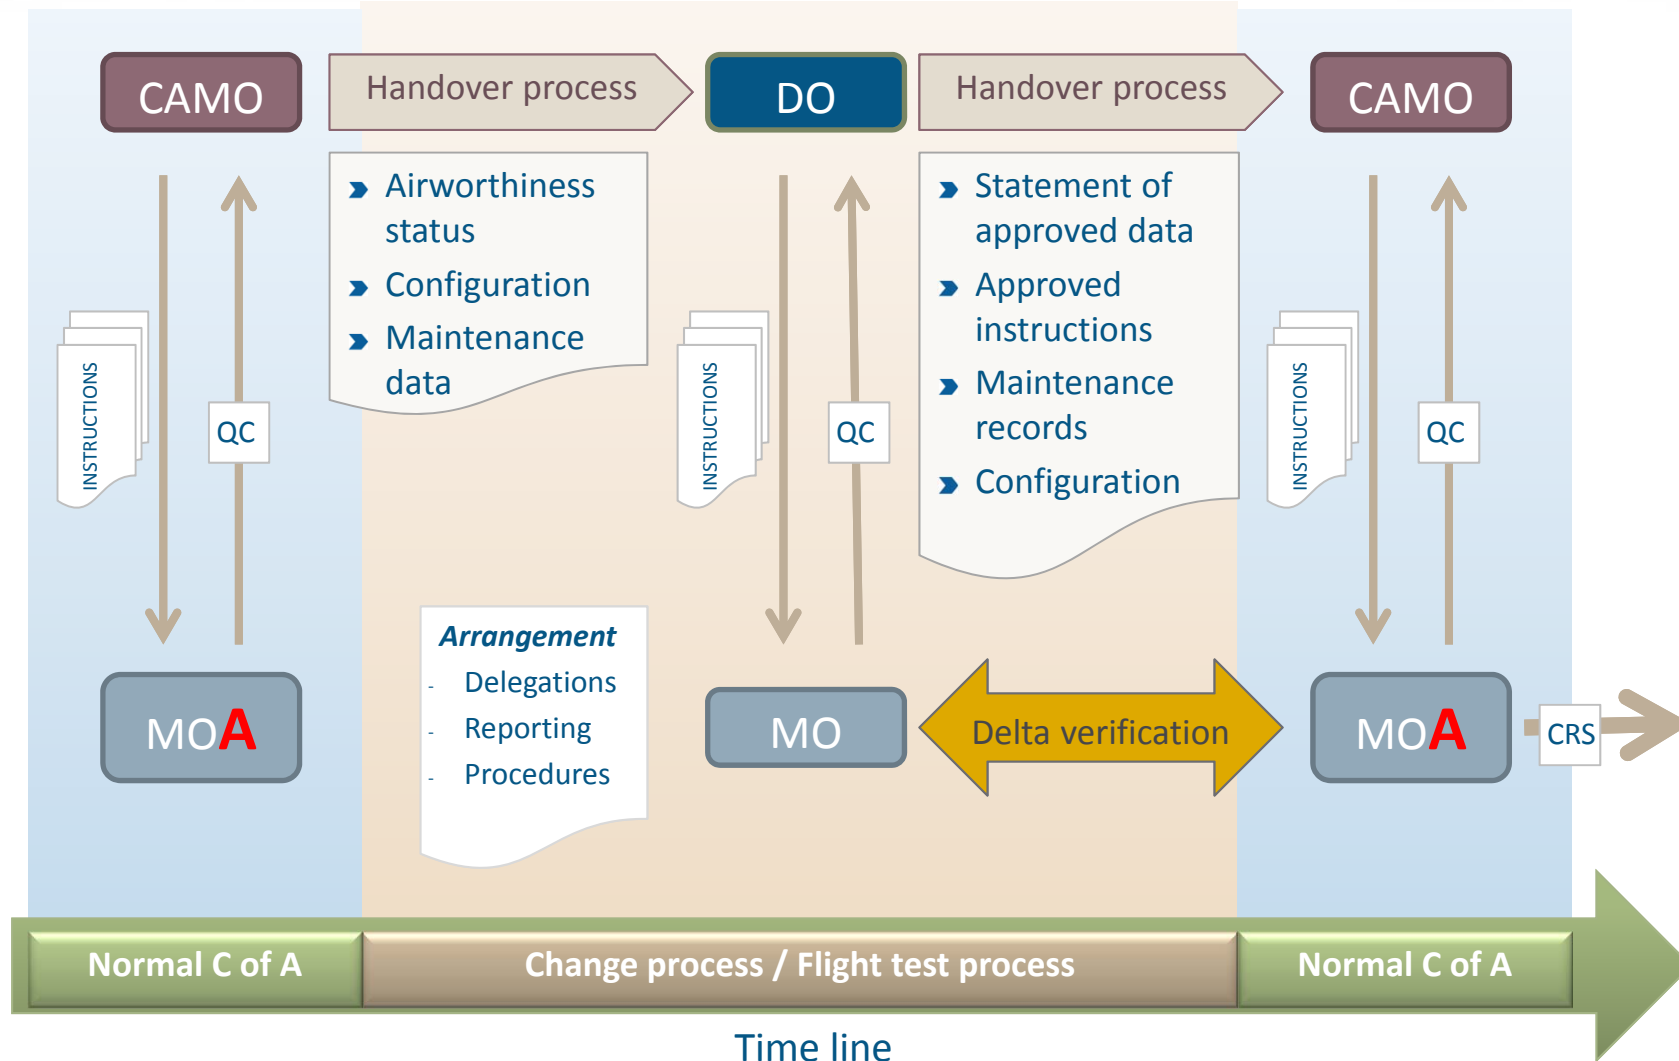 CAMO
Handover process
DO
Handover process
CAMO
Airworthiness
status
Configuration
Maintenance
data
Statement of
approved data
Approved
instructions
Maintenance
records
Configuration
INSTRUCTIONS
QC
INSTRUCTIONS
QC
INSTRUCTIONS
QC
Arrangement
- Delegations
- Reporting
- Procedures
MOA
MO
Delta verification
MOA
CRS
Normal C of A
Change process / Flight test process
Normal C of A
Time line